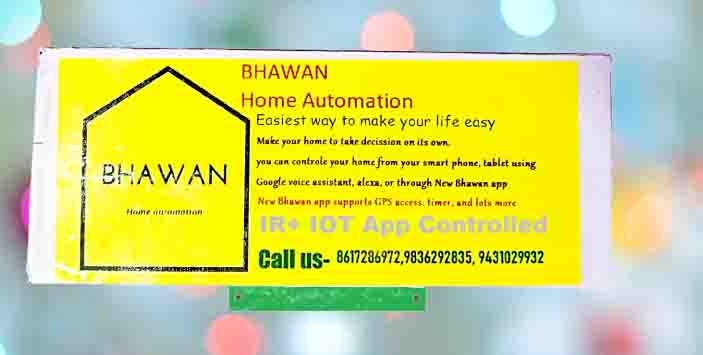 BHAWAN
Home Automation
BHAWAN
Home Automation
Easiest way to make your life easy
Make your home to take decission on its own,
you can controle your home from your smart phone, tablet using
Google voice assistant, alexa, or through New Bhawan app
New Bhawan app supports GPS access, timer, and lots more
IR+ IOT App Controlled
Call us- 8617286972,9836292835, 9431029932